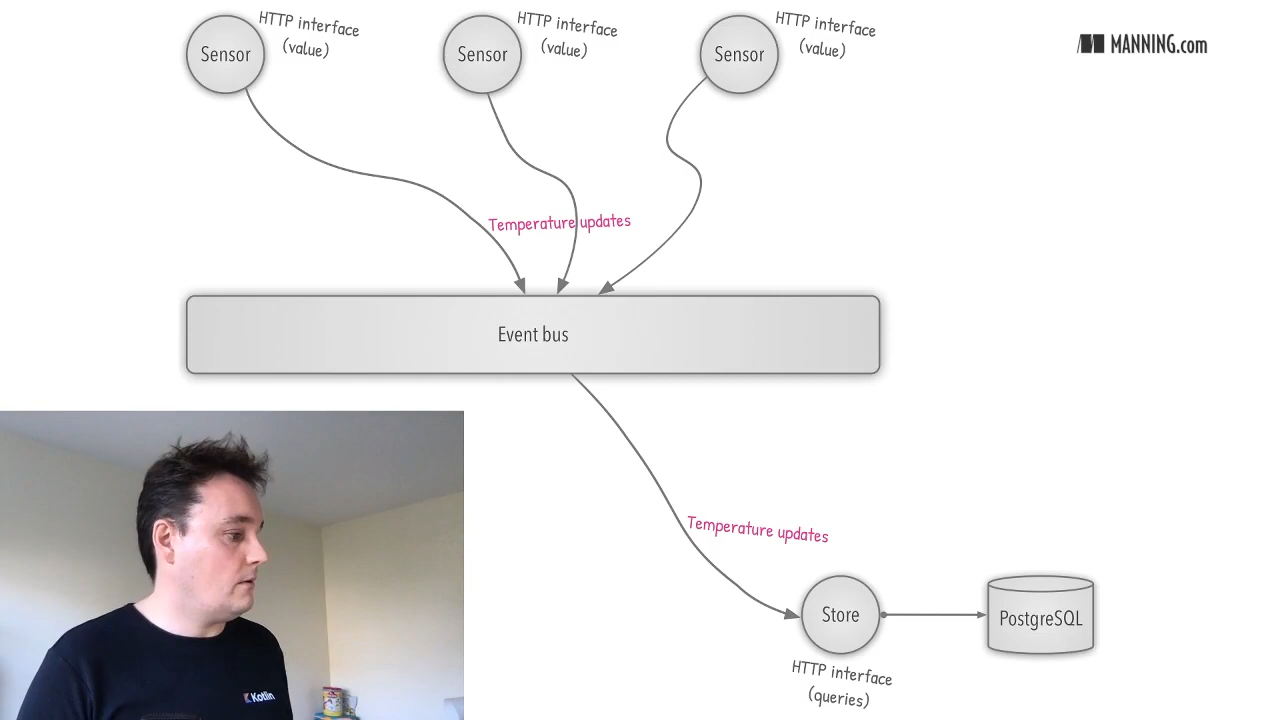 Sensor
HTTP interface
(value)
Sensor
HTTP interface
(value)
Sensor
HTTP interface
(value)
MANNING.com
Temperature updates
Event bus
Temperature updates
Store
PostgreSQL
HTTP interface
(queries)
Kotlin